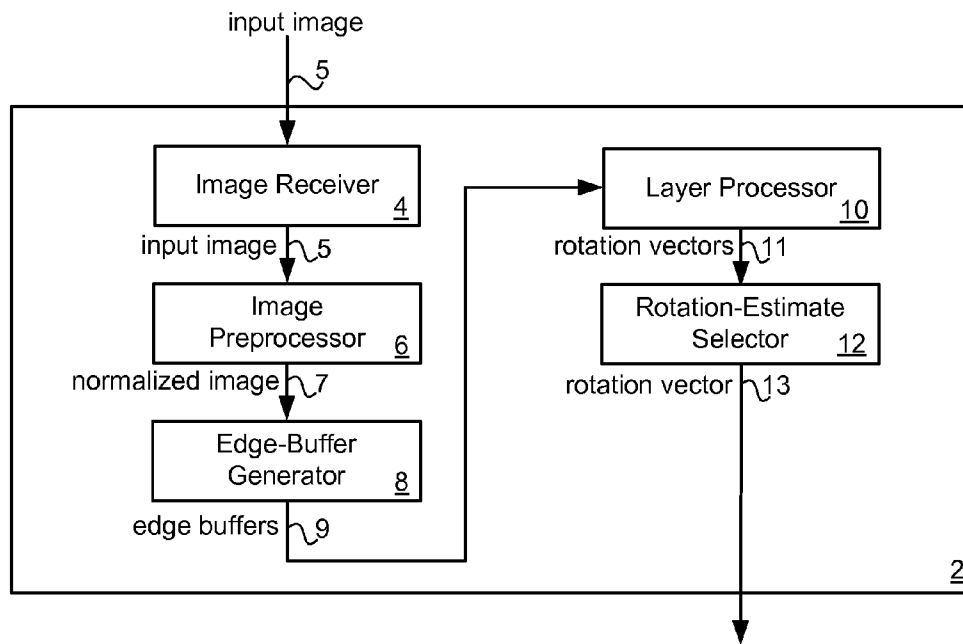 input image
5
Image Receiver
4
input image
5
Image
Preprocessor
6
normalized image
7
Edge-Buffer
Generator
8
edge buffers
9
Layer Processor
10
rotation vectors
11
Rotation-Estimate
Selector
12
rotation vector
13
2